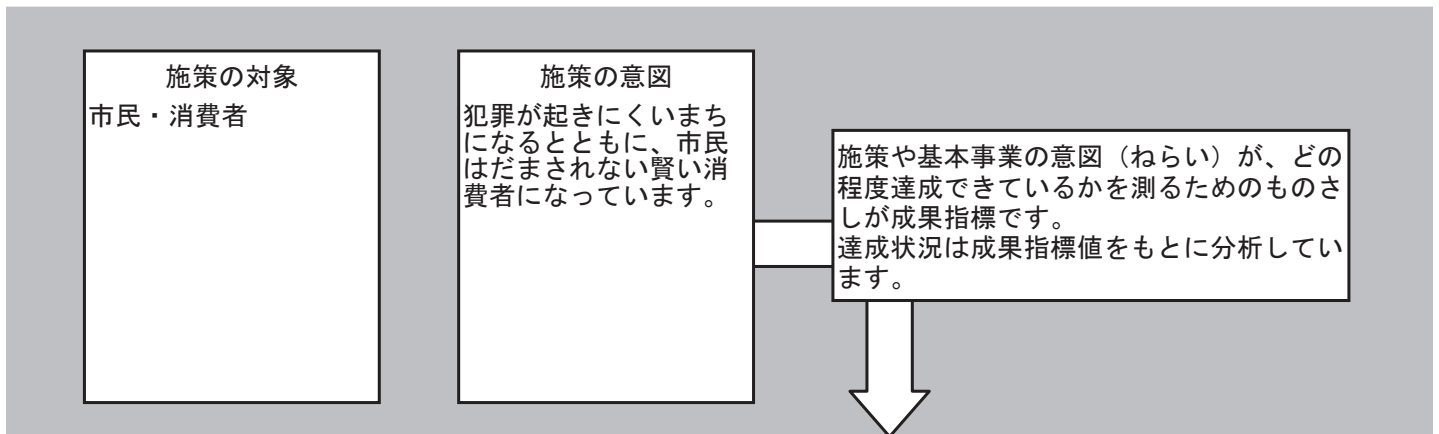 施策の対象
市民・消費者
施策の意図
犯罪が起きにくいまち
になるとともに、市民
はだまされない賢い消
費者になっています。
施策や基本事業の意図（ねらい）が、どの
程度達成できているかを測るためのものさ
しが成果指標です。
達成状況は成果指標値をもとに分析してい
ます。